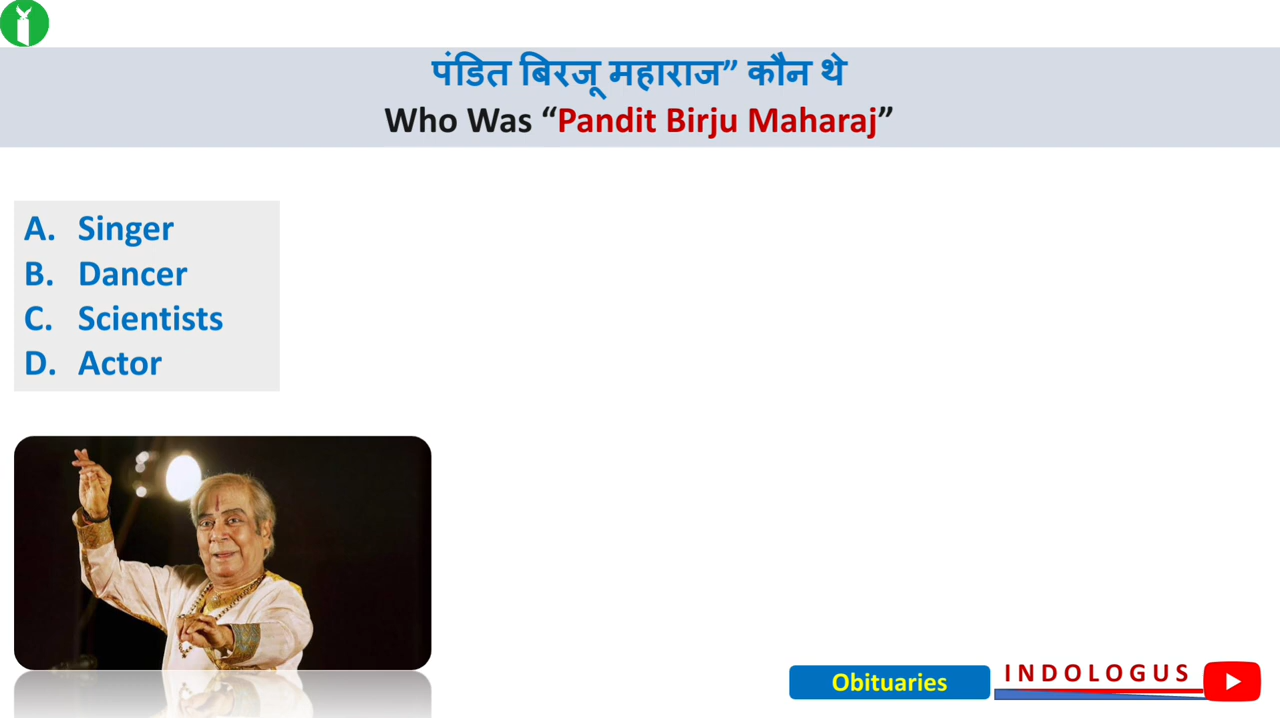 पंडित बिरजू महाराज” कौन थे
Who Was “Pandit Birju Maharaj”
A. Singer
B. Dancer
C. Scientists
D. Actor
Obituaries
INDOLOGUS